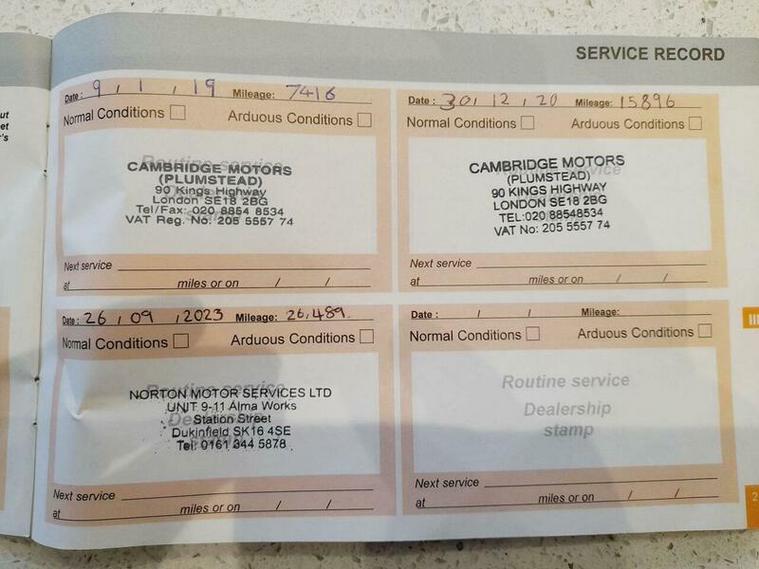 SERVICE RECORD
Date: 9, 1, 19 Mileage: 7416
Normal Conditions Arduous Conditions
Routine service
CAMBRIDGE MOTORS
(PLUMSTEAD)
90 Kings Highway
London SE18 2BG
Tel/Fax: 020 8854 8534
VAT Reg. No: 205 5557 74
Next service
at miles or on / /
Date: 30, 12, 20 Mileage: 15896
Normal Conditions Arduous Conditions
CAMBRIDGE MOTORS
(PLUMSTEAD)
90 KINGS HIGHWAY
LONDON SE18 2BG
TEL:020 88548534
VAT No: 205 5557 74
Next service
at miles or on / /
Date: 26, 09, 2023 Mileage: 26,489.
Normal Conditions Arduous Conditions
Routine service
NORTON MOTOR SERVICES LTD
UNIT 9-11 Alma Works
Station Street
Dukinfield SK16 4SE
Tel: 0161 344 5878
Next service
at miles or on / /
Date: / / Mileage:
Normal Conditions Arduous Conditions
Routine service
Dealership
stamp
Next service
at miles or on / /
2